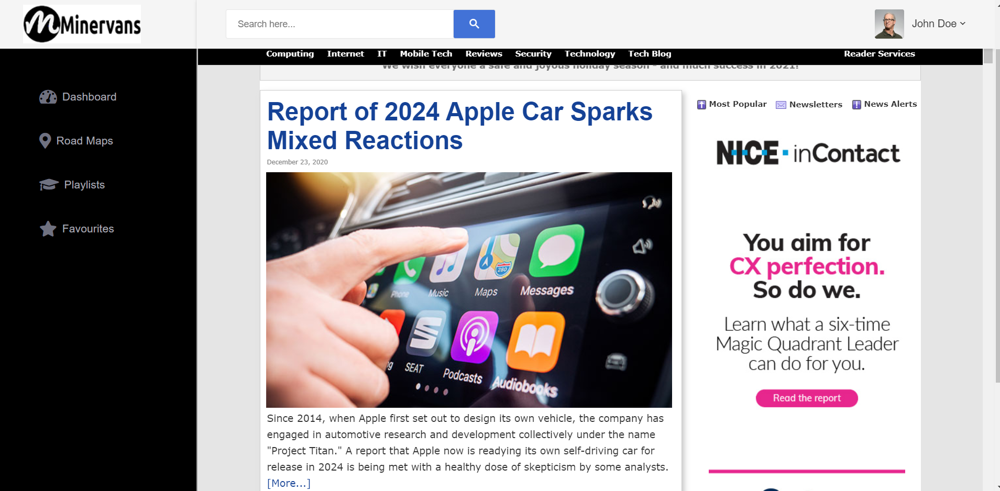 Minervans
Search here...
John Doe
Dashboard
Road Maps
Playlists
Favourites
Computing Internet IT Mobile Tech Reviews Security Technology Tech Blog Reader Services
We wish everyone a safe and joyous holiday season - and much success in 2021!
Report of 2024 Apple Car Sparks
Mixed Reactions
December 23, 2020
Phone Music Maps Messages
280
ng SEAT Podcasts Audiobooks
Since 2014, when Apple first set out to design its own vehicle, the company has
engaged in automotive research and development collectively under the name
"Project Titan." A report that Apple now is readying its own self-driving car for
release in 2024 is being met with a healthy dose of skepticism by some analysts.
[More...]
Most Popular Newsletters News Alerts
NICE inContact
You aim for
CX perfection.
So do we.
Learn what a six-time
Magic Quadrant Leader
can do for you.
Read the report